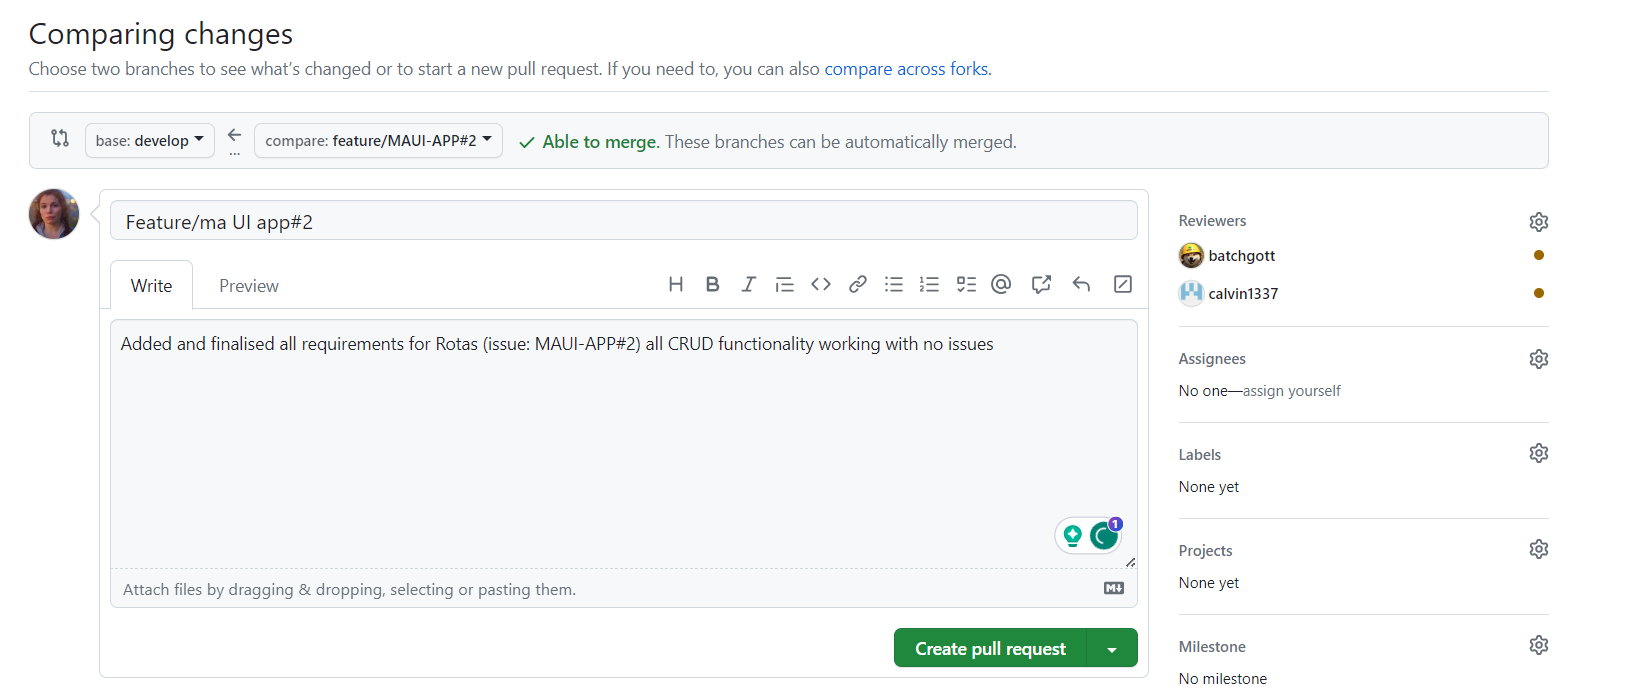 Comparing changes
Choose two branches to see what's changed or to start a new pull request. If you need to, you can also compare across forks.
base: develop
...
compare: feature/MAUI-APP#2
Able to merge. These branches can be automatically merged.
Feature/ma UI app#2
Write Preview
H B I @
Added and finalised all requirements for Rotas (issue: MAUI-APP#2) all CRUD functionality working with no issues
1
Attach files by dragging & dropping, selecting or pasting them.
Create pull request
Reviewers
batchgott
calvin1337
Assignees
No one—assign yourself
Labels
None yet
Projects
None yet
Milestone
No milestone